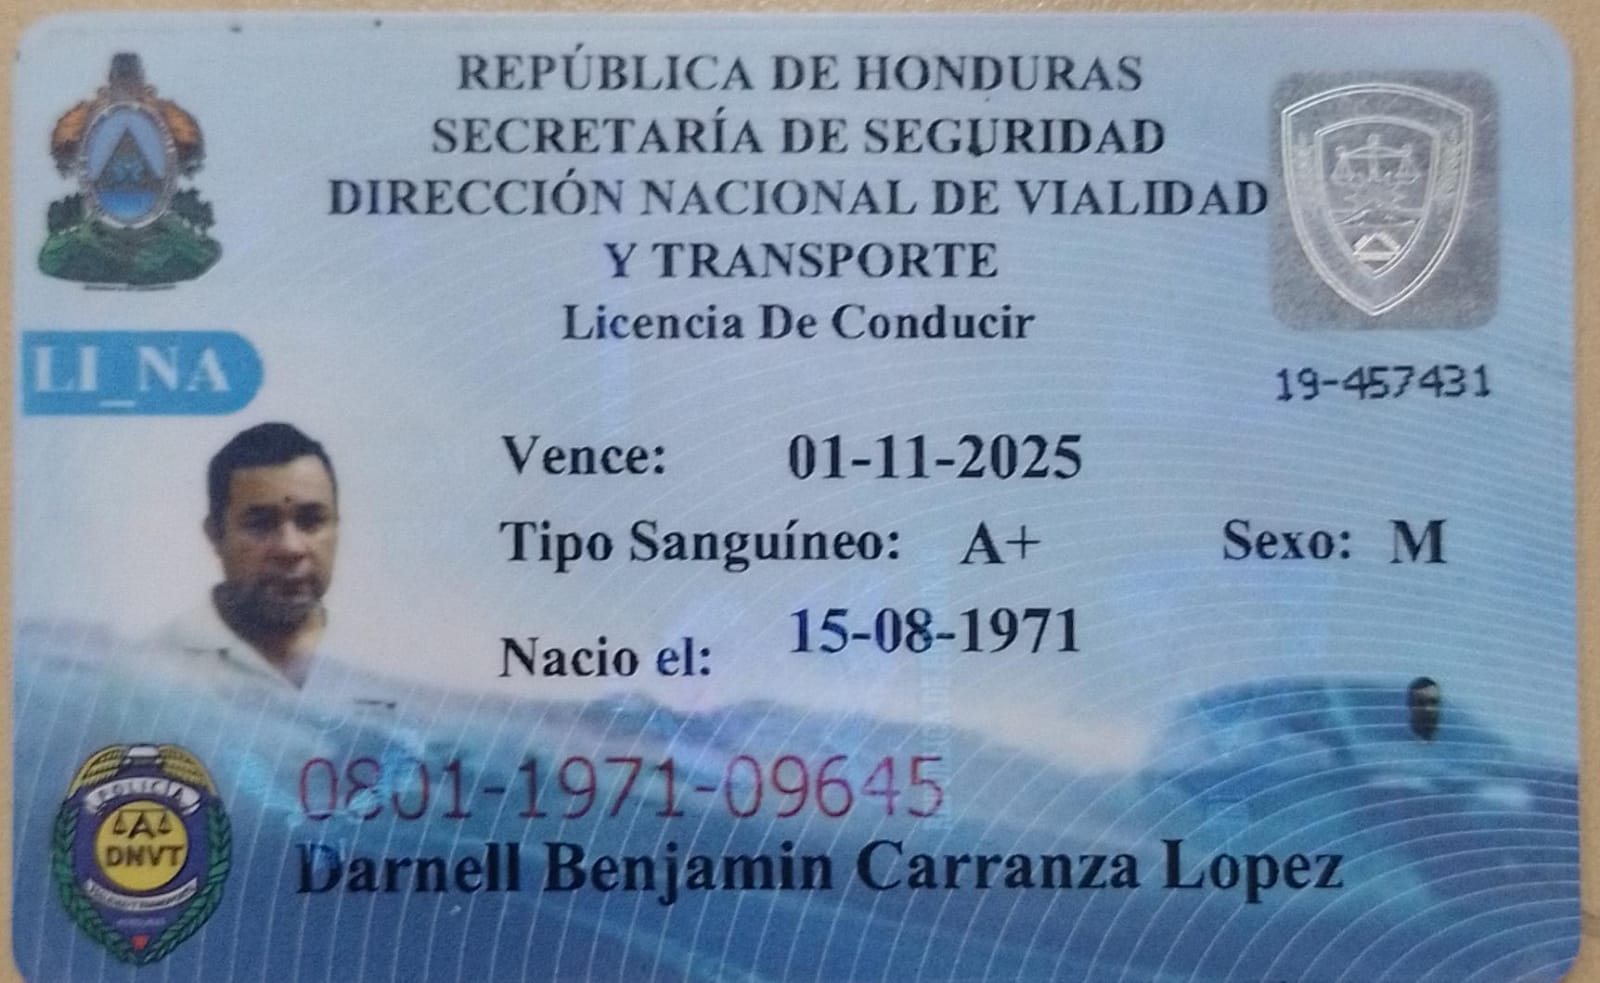 REPÚBLICA DE HONDURAS
SECRETARÍA DE SEGURIDAD
DIRECCIÓN NACIONAL DE VIALIDAD
Y TRANSPORTE
Licencia De Conducir
LI_NA
19-457431
Vence: 01-11-2025
Tipo Sanguíneo: A+ Sexo: M
Nacio el: 15-08-1971
0801-1971-09645
Darnell Benjamin Carranza Lopez
POLICIA
DNVT